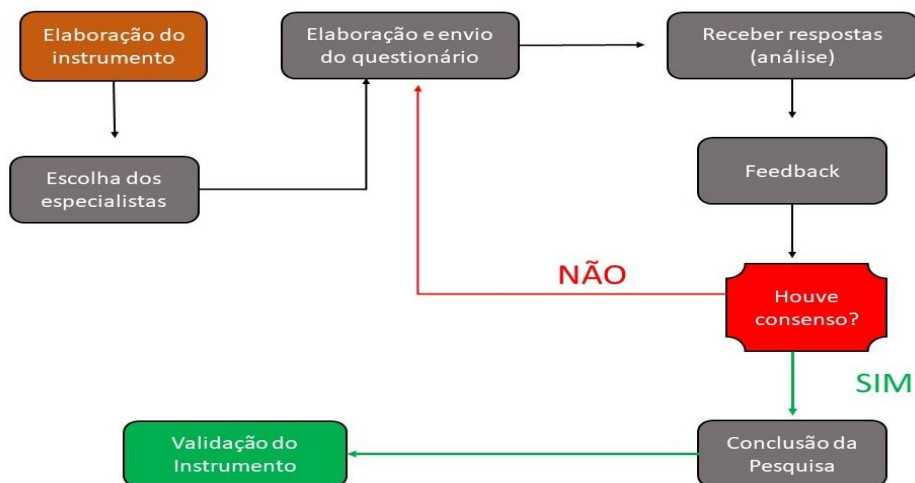 Elaboração do
instrumento
Escolha dos
especialistas
Elaboração e envio
do questionário
Receber respostas
(análise)
Feedback
Houve
consenso?
NÃO
SIM
Conclusão da
Pesquisa
Validação do
Instrumento